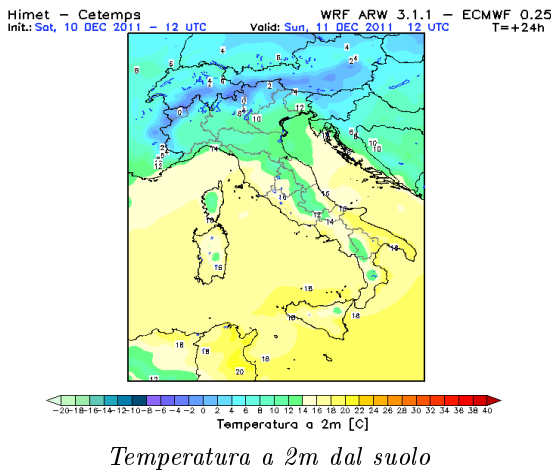 Himet – Cetemps WRF ARW 3.1.1 – ECMWF 0.25
Init.: Sat, 10 DEC 2011 – 12 UTC Valid: Sun, 11 DEC 2011 12 UTC T=+24h
-20 -18 -16 -14 -12 -10 -8 -6 -4 -2 0 2 4 6 8 10 12 14 16 18 20 22 24 26 28 30 32 34 36 38 40
Temperatura a 2m [C]
Temperatura a 2m dal suolo